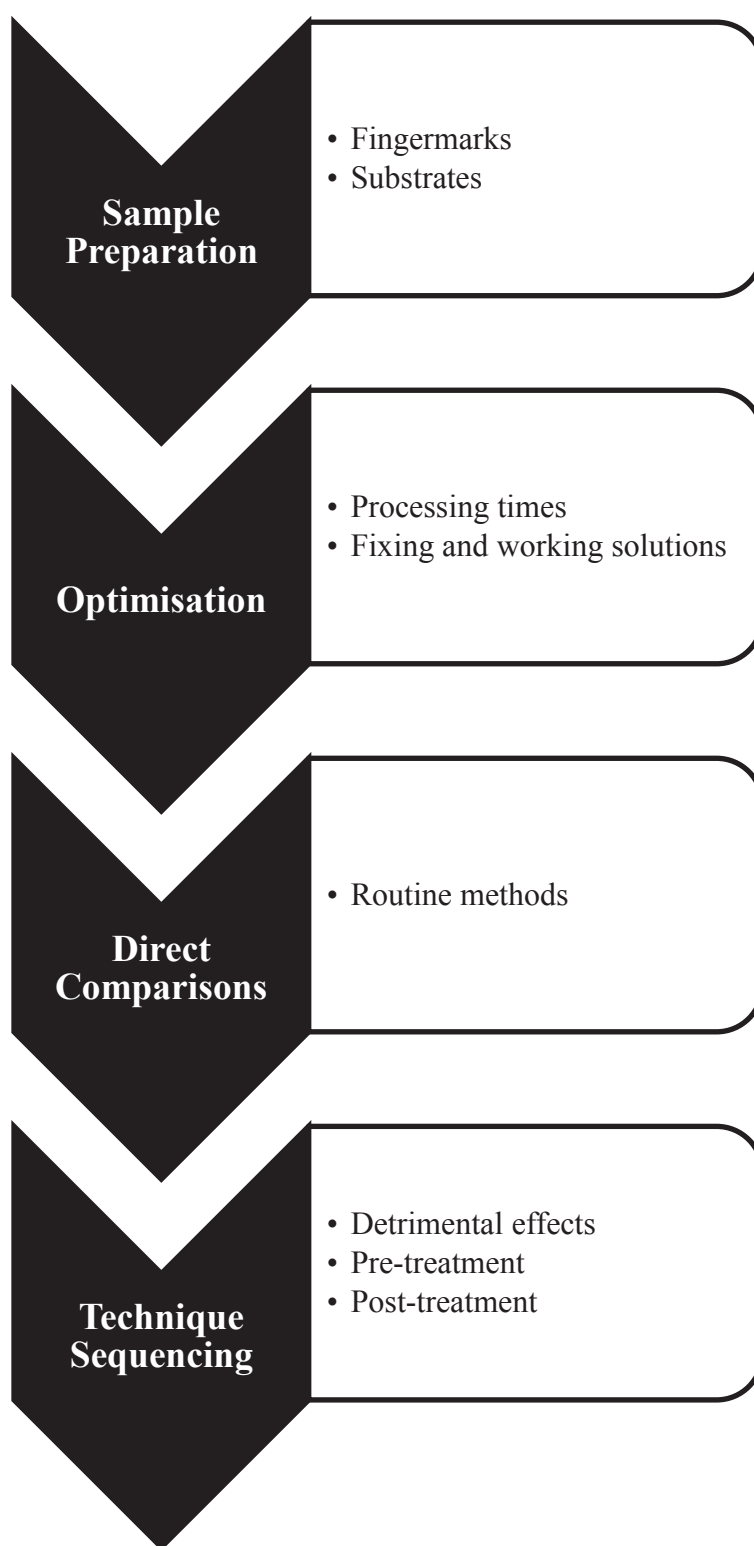 Sample
Preparation
• Fingermarks
• Substrates
Optimisation
• Processing times
• Fixing and working solutions
Direct
Comparisons
• Routine methods
Technique
Sequencing
• Detrimental effects
• Pre-treatment
• Post-treatment